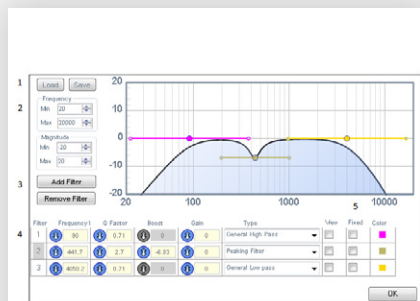 1
Load Save
2
Frequency
Min 20
Max 20000
Magnitude
Min -20
Max 20
3
Add Filter
Remove Filter
20
10
0
-10
-20
20 100 1000 10000
5
4
Filter Frequency1 Q Factor Boost Gain Type View Fixed Color
1 90 0.71 0 0 General High Pass
2 441.7 2.7 -6.93 0 Peaking Filter
3 4050.2 0.71 0 0 General Low pass
OK